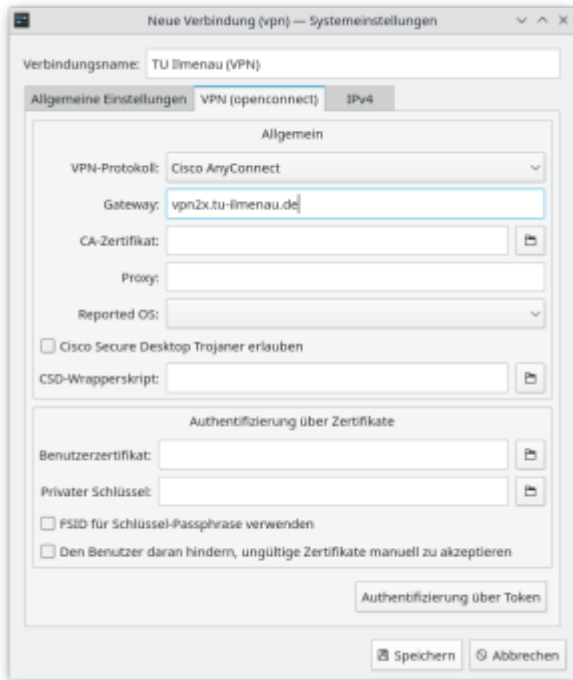 Neue Verbindung (vpn) — Systemeinstellungen
Verbindungsname: TU Ilmenau (VPN)
Allgemeine Einstellungen VPN (openconnect) IPv4
Allgemein
VPN-Protokoll: Cisco AnyConnect
Gateway: vpn2x.tu-ilmenau.de
CA-Zertifikat:
Proxy:
Reported OS:
Cisco Secure Desktop Trojaner erlauben
CSD-Wrapperskript:
Authentifizierung über Zertifikate
Benutzerzertifikat:
Privater Schlüssel:
FSID für Schlüssel-Passphrase verwenden
Den Benutzer daran hindern, ungültige Zertifikate manuell zu akzeptieren
Authentifizierung über Token
Speichern Abbrechen